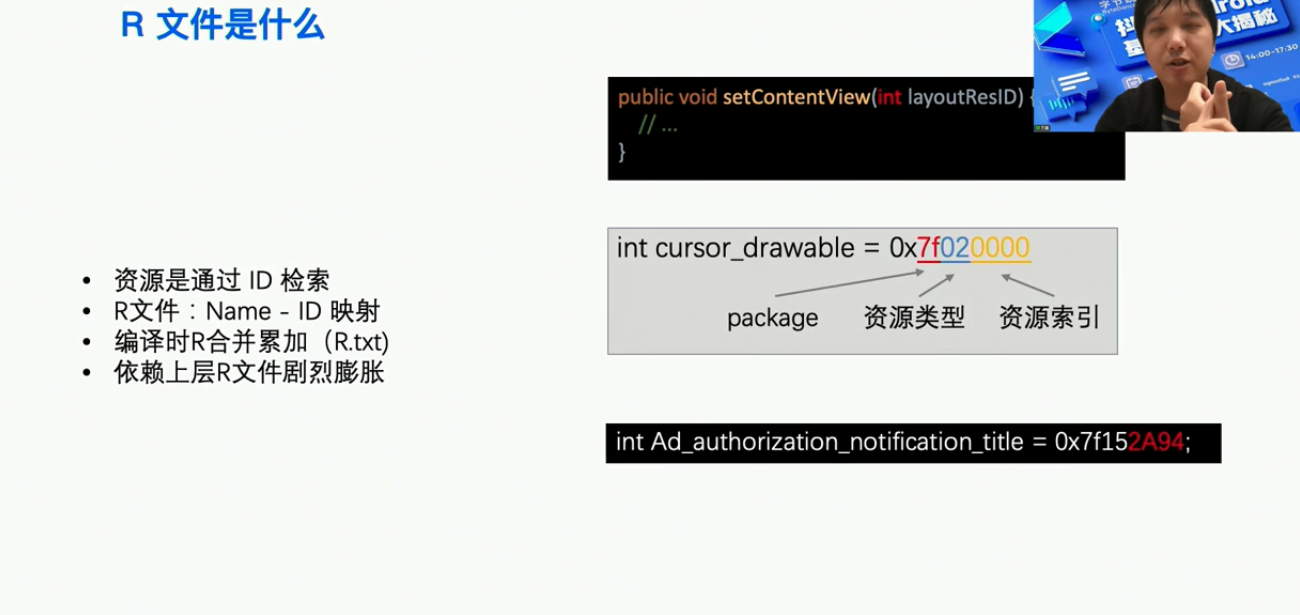 R 文件是什么
字节
Android
大揭秘
14:00-17:30
public void setContentView(int layoutResID) {
// ...
}
int cursor_drawable = 0x7f020000
package 资源类型 资源索引
• 资源是通过 ID 检索
• R文件：Name - ID 映射
• 编译时R合并累加（R.txt)
• 依赖上层R文件剧烈膨胀
int Ad_authorization_notification_title = 0x7f152A94;